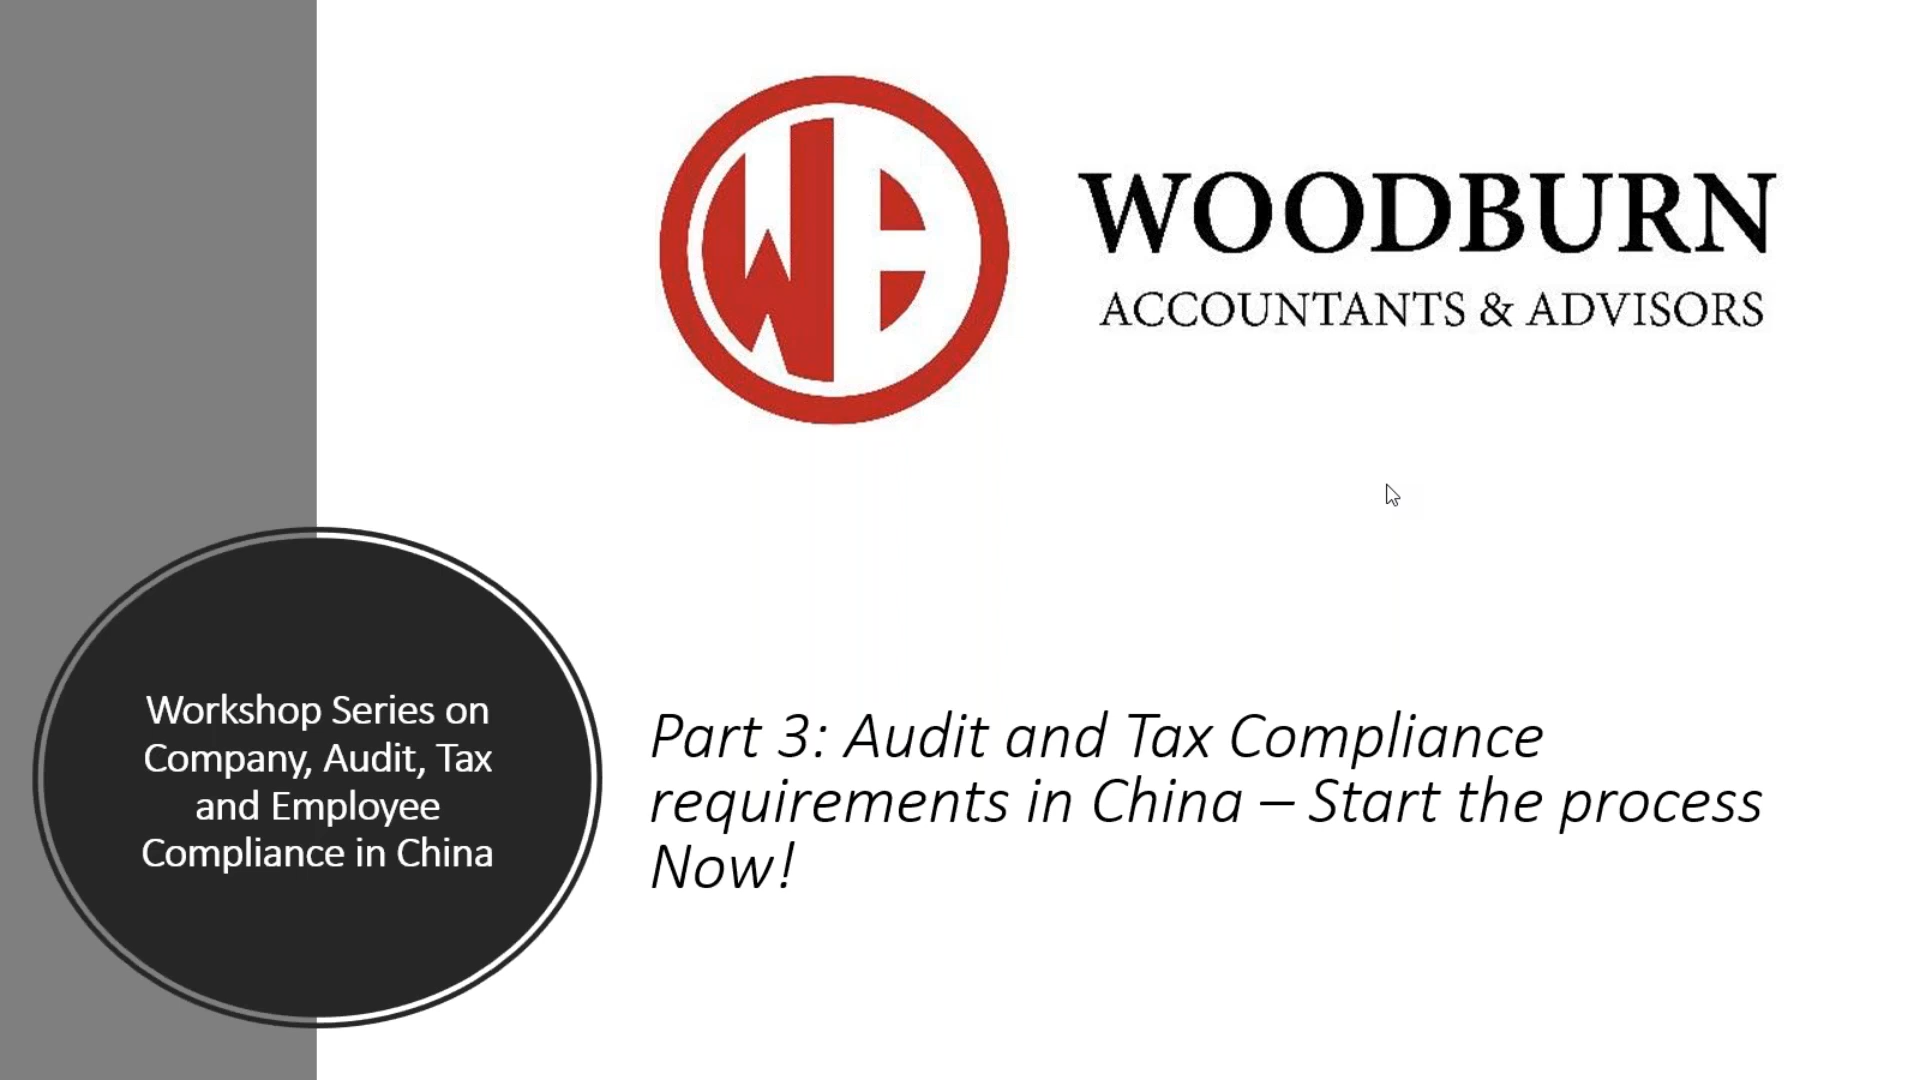 WB
WOODBURN
ACCOUNTANTS & ADVISORS
Workshop Series on
Company, Audit, Tax
and Employee
Compliance in China
Part 3: Audit and Tax Compliance
requirements in China – Start the process
Now!